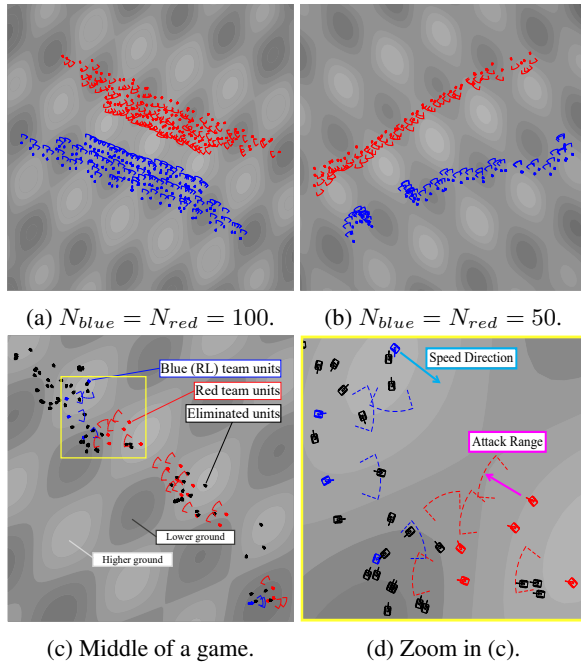 (a) N_blue = N_red = 100.
(b) N_blue = N_red = 50.
Blue (RL) team units
Red team units
Eliminated units
Lower ground
Higher ground
(c) Middle of a game.
Speed Direction
Attack Range
(d) Zoom in (c).